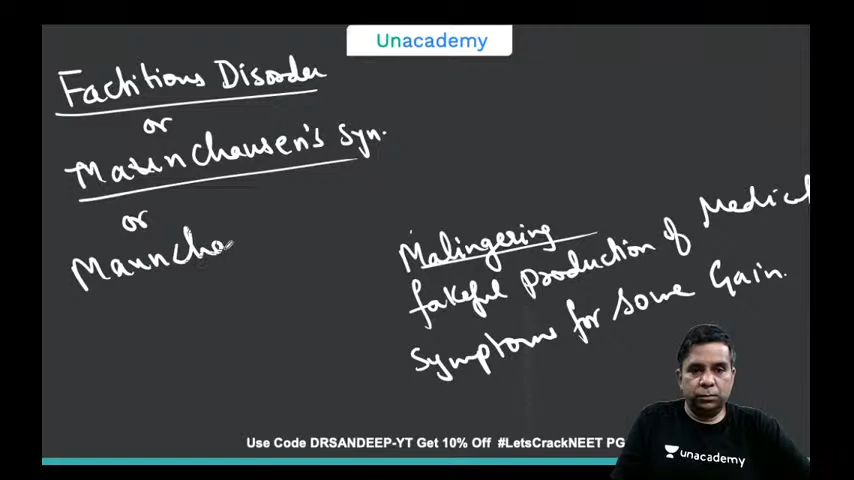 Unacademy
Factitious Disorder
or
Maunchausen's Syn.
or
Mauncha
Malingering
fakeful production of Medical
symptoms for some Gain.
Use Code DRSANDEEP-YT Get 10% Off #LetsCrackNEET PG
unacademy